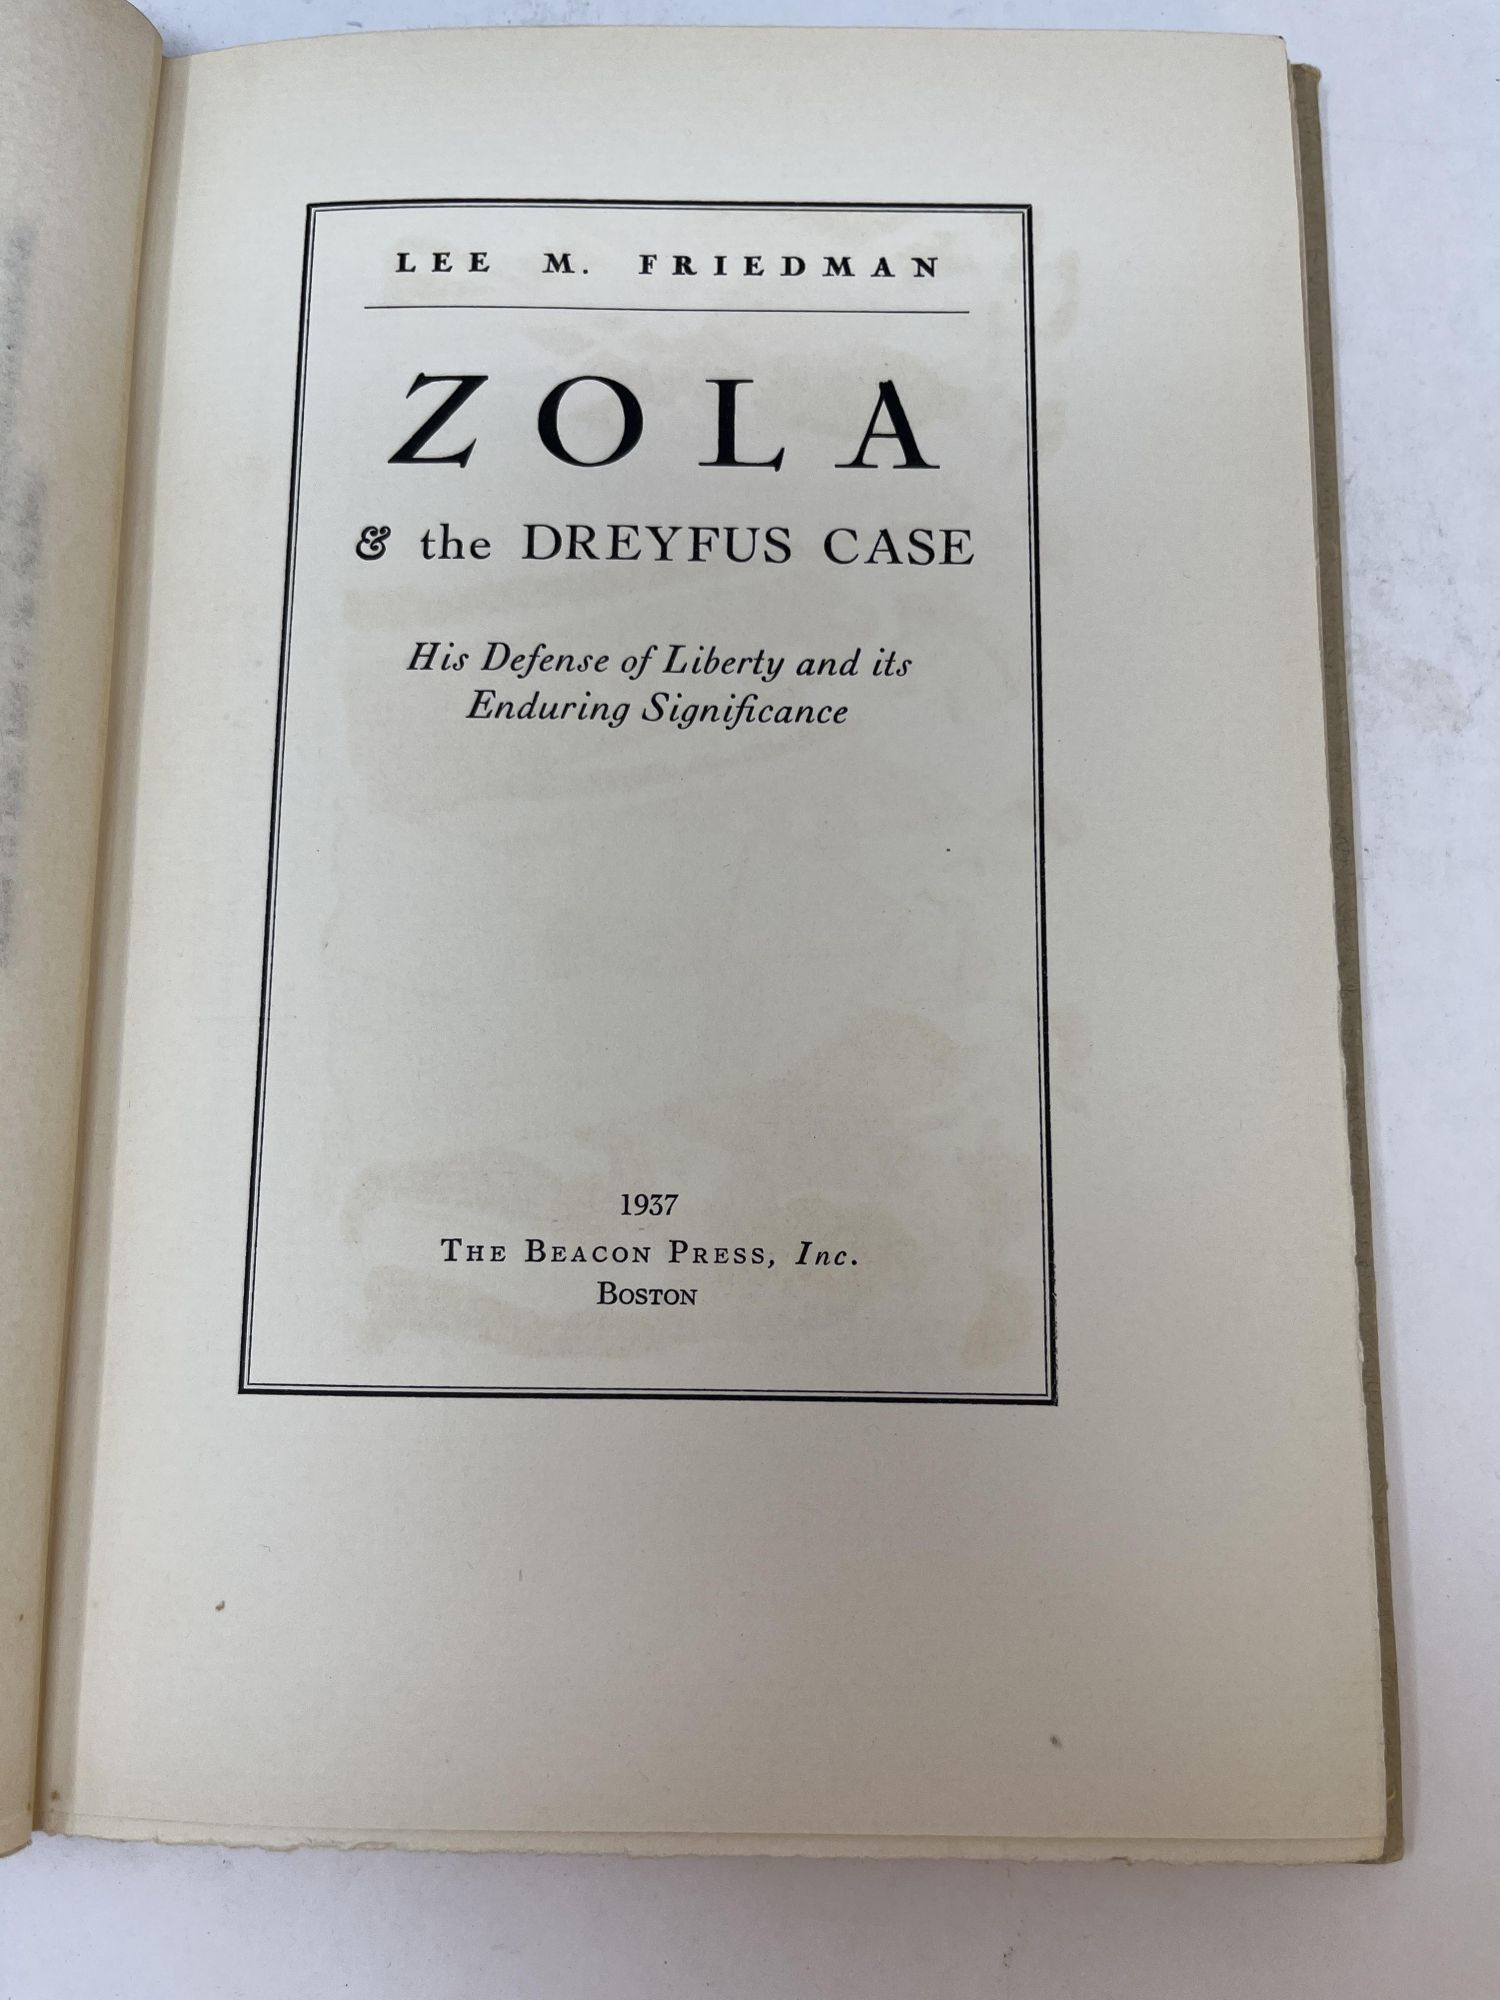 LEE M. FRIEDMAN
ZOLA
& the DREYFUS CASE
His Defense of Liberty and its
Enduring Significance
1937
THE BEACON PRESS, Inc.
BOSTON